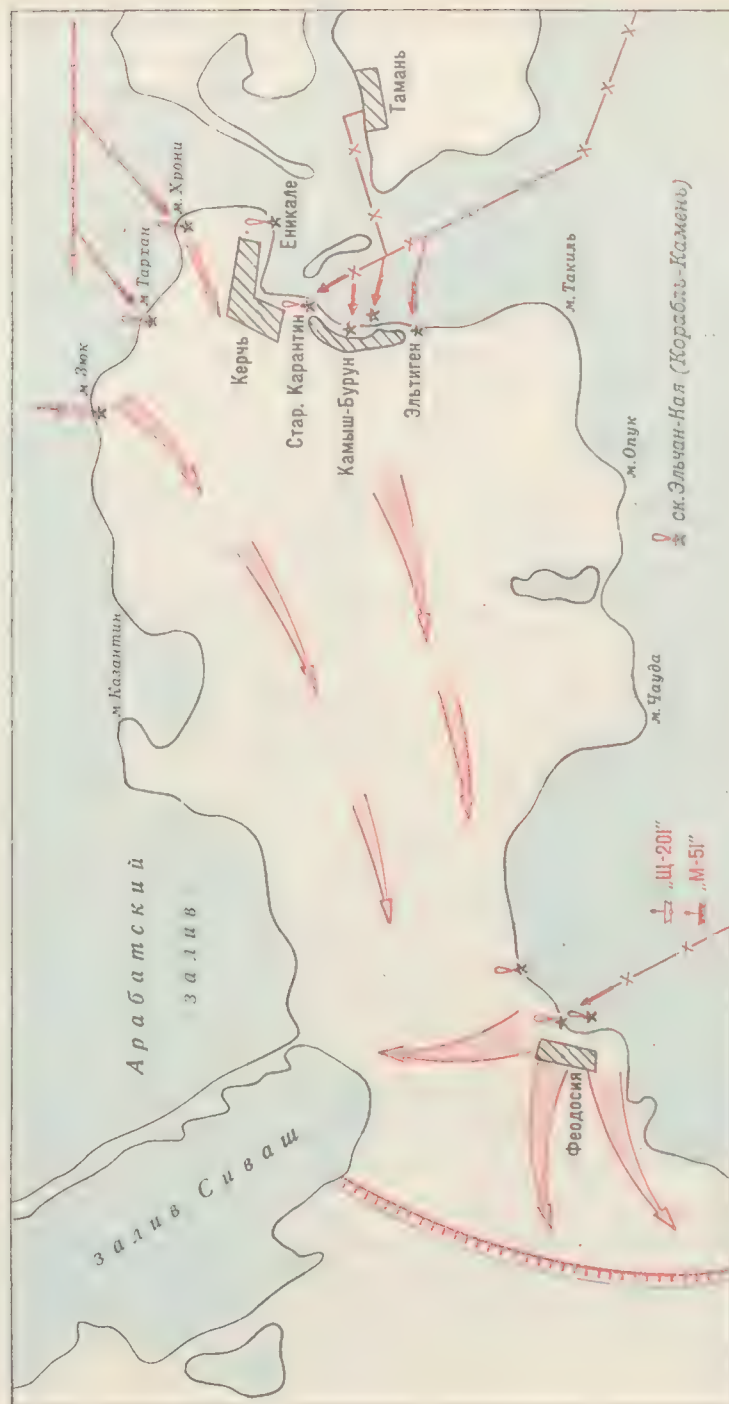 Арабатский
залив
залив Сиваш
м Казантин
м Зюк
м Тархан
м. Хрони
Еникале
Керчь
Стар. Карантин
Камыш-Бурун
Эльтиген
Тамань
м. Такиль
м. Опук
м. Чауда
ск. Эльчан-Кая (Корабль-Камень)
„Щ-201"
„М-51"
Феодосия